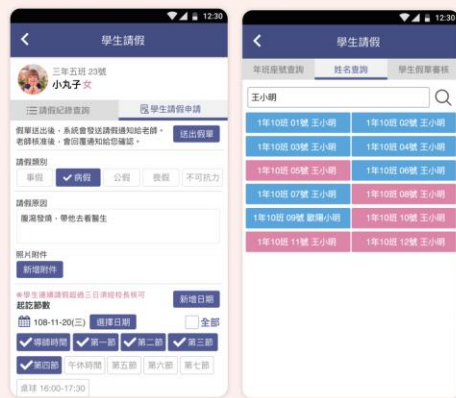 12:30
學生請假
三年五班 23號
小丸子 女
請假紀錄查詢
學生請假申請
假單送出後，系統會發送請假通知給老師。
老師核准後，會回覆通知給您確認。
送出假單
請假類別
事假 病假 公假 喪假 不可抗力
請假原因
腹瀉發燒，帶他去看醫生
照片附件
新增附件
※學生連續請假超過三日須經校長核可
起訖節數
新增日期
108-11-20(三) 選擇日期 全部
導師時間 第一節 第二節 第三節
第四節 午休時間 第五節 第六節 第七節
桌球 16:00-17:30
12:30
學生請假
年班座號查詢 姓名查詢 學生假單審核
王小明
1年10班 01號 王小明 1年10班 02號 王小明
1年10班 03號 王小明 1年10班 04號 王小明
1年10班 05號 王小明 1年10班 06號 王小明
1年10班 07號 王小明 1年10班 08號 王小明
1年10班 09號 歐陽小明 1年10班 10號 王小明
1年10班 11號 王小明 1年10班 12號 王小明